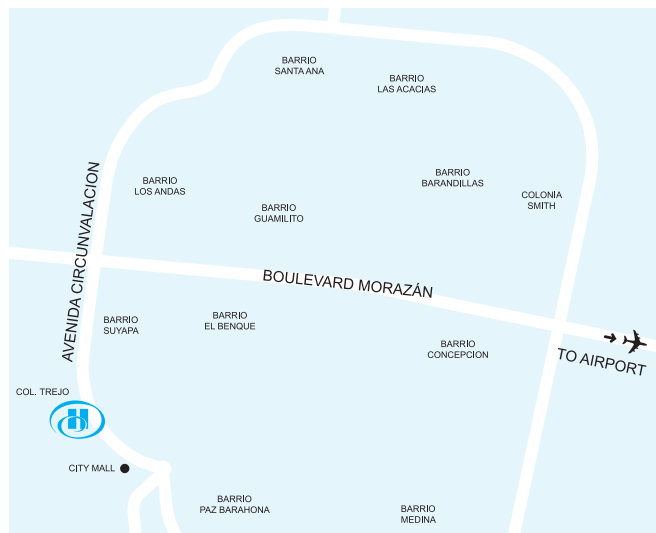 BARRIO
SANTA ANA
BARRIO
LAS ACACIAS
BARRIO
LOS ANDAS
BARRIO
BARANDILLAS
COLONIA
SMITH
BARRIO
GUAMILITO
AVENIDA CIRCUNVALACION
BOULEVARD MORAZÁN
BARRIO
SUYAPA
BARRIO
EL BENQUE
BARRIO
CONCEPCION
TO AIRPORT
COL. TREJO
H
CITY MALL
BARRIO
PAZ BARAHONA
BARRIO
MEDINA